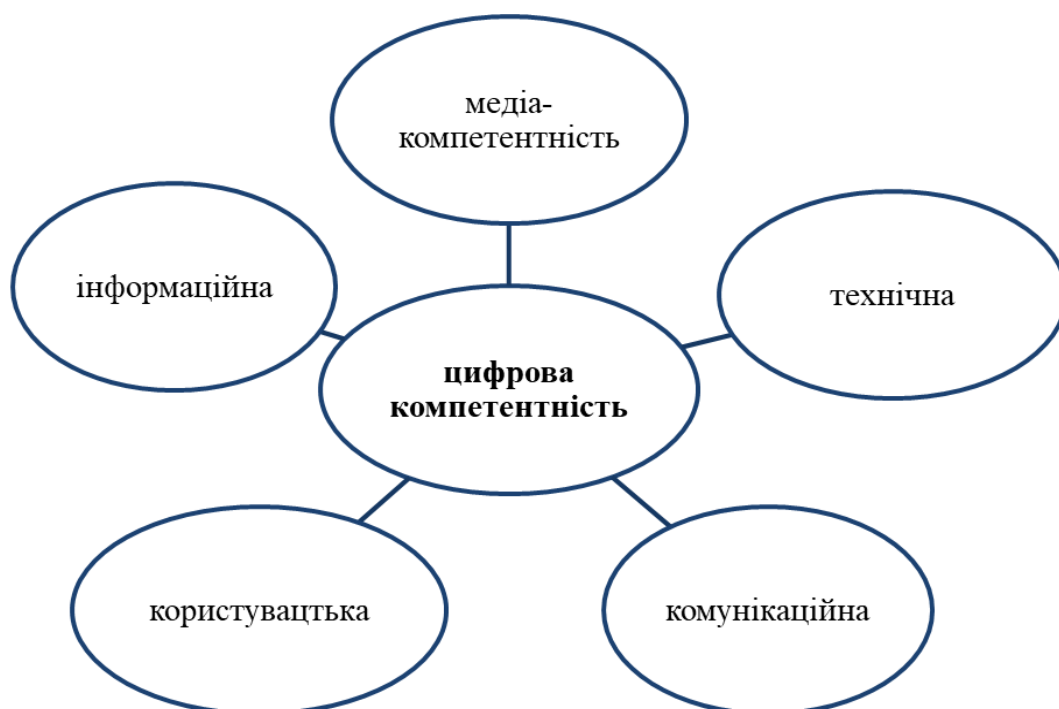 медіа-
компетентність
інформаційна
технічна
цифрова
компетентність
користувацтька
комунікаційна